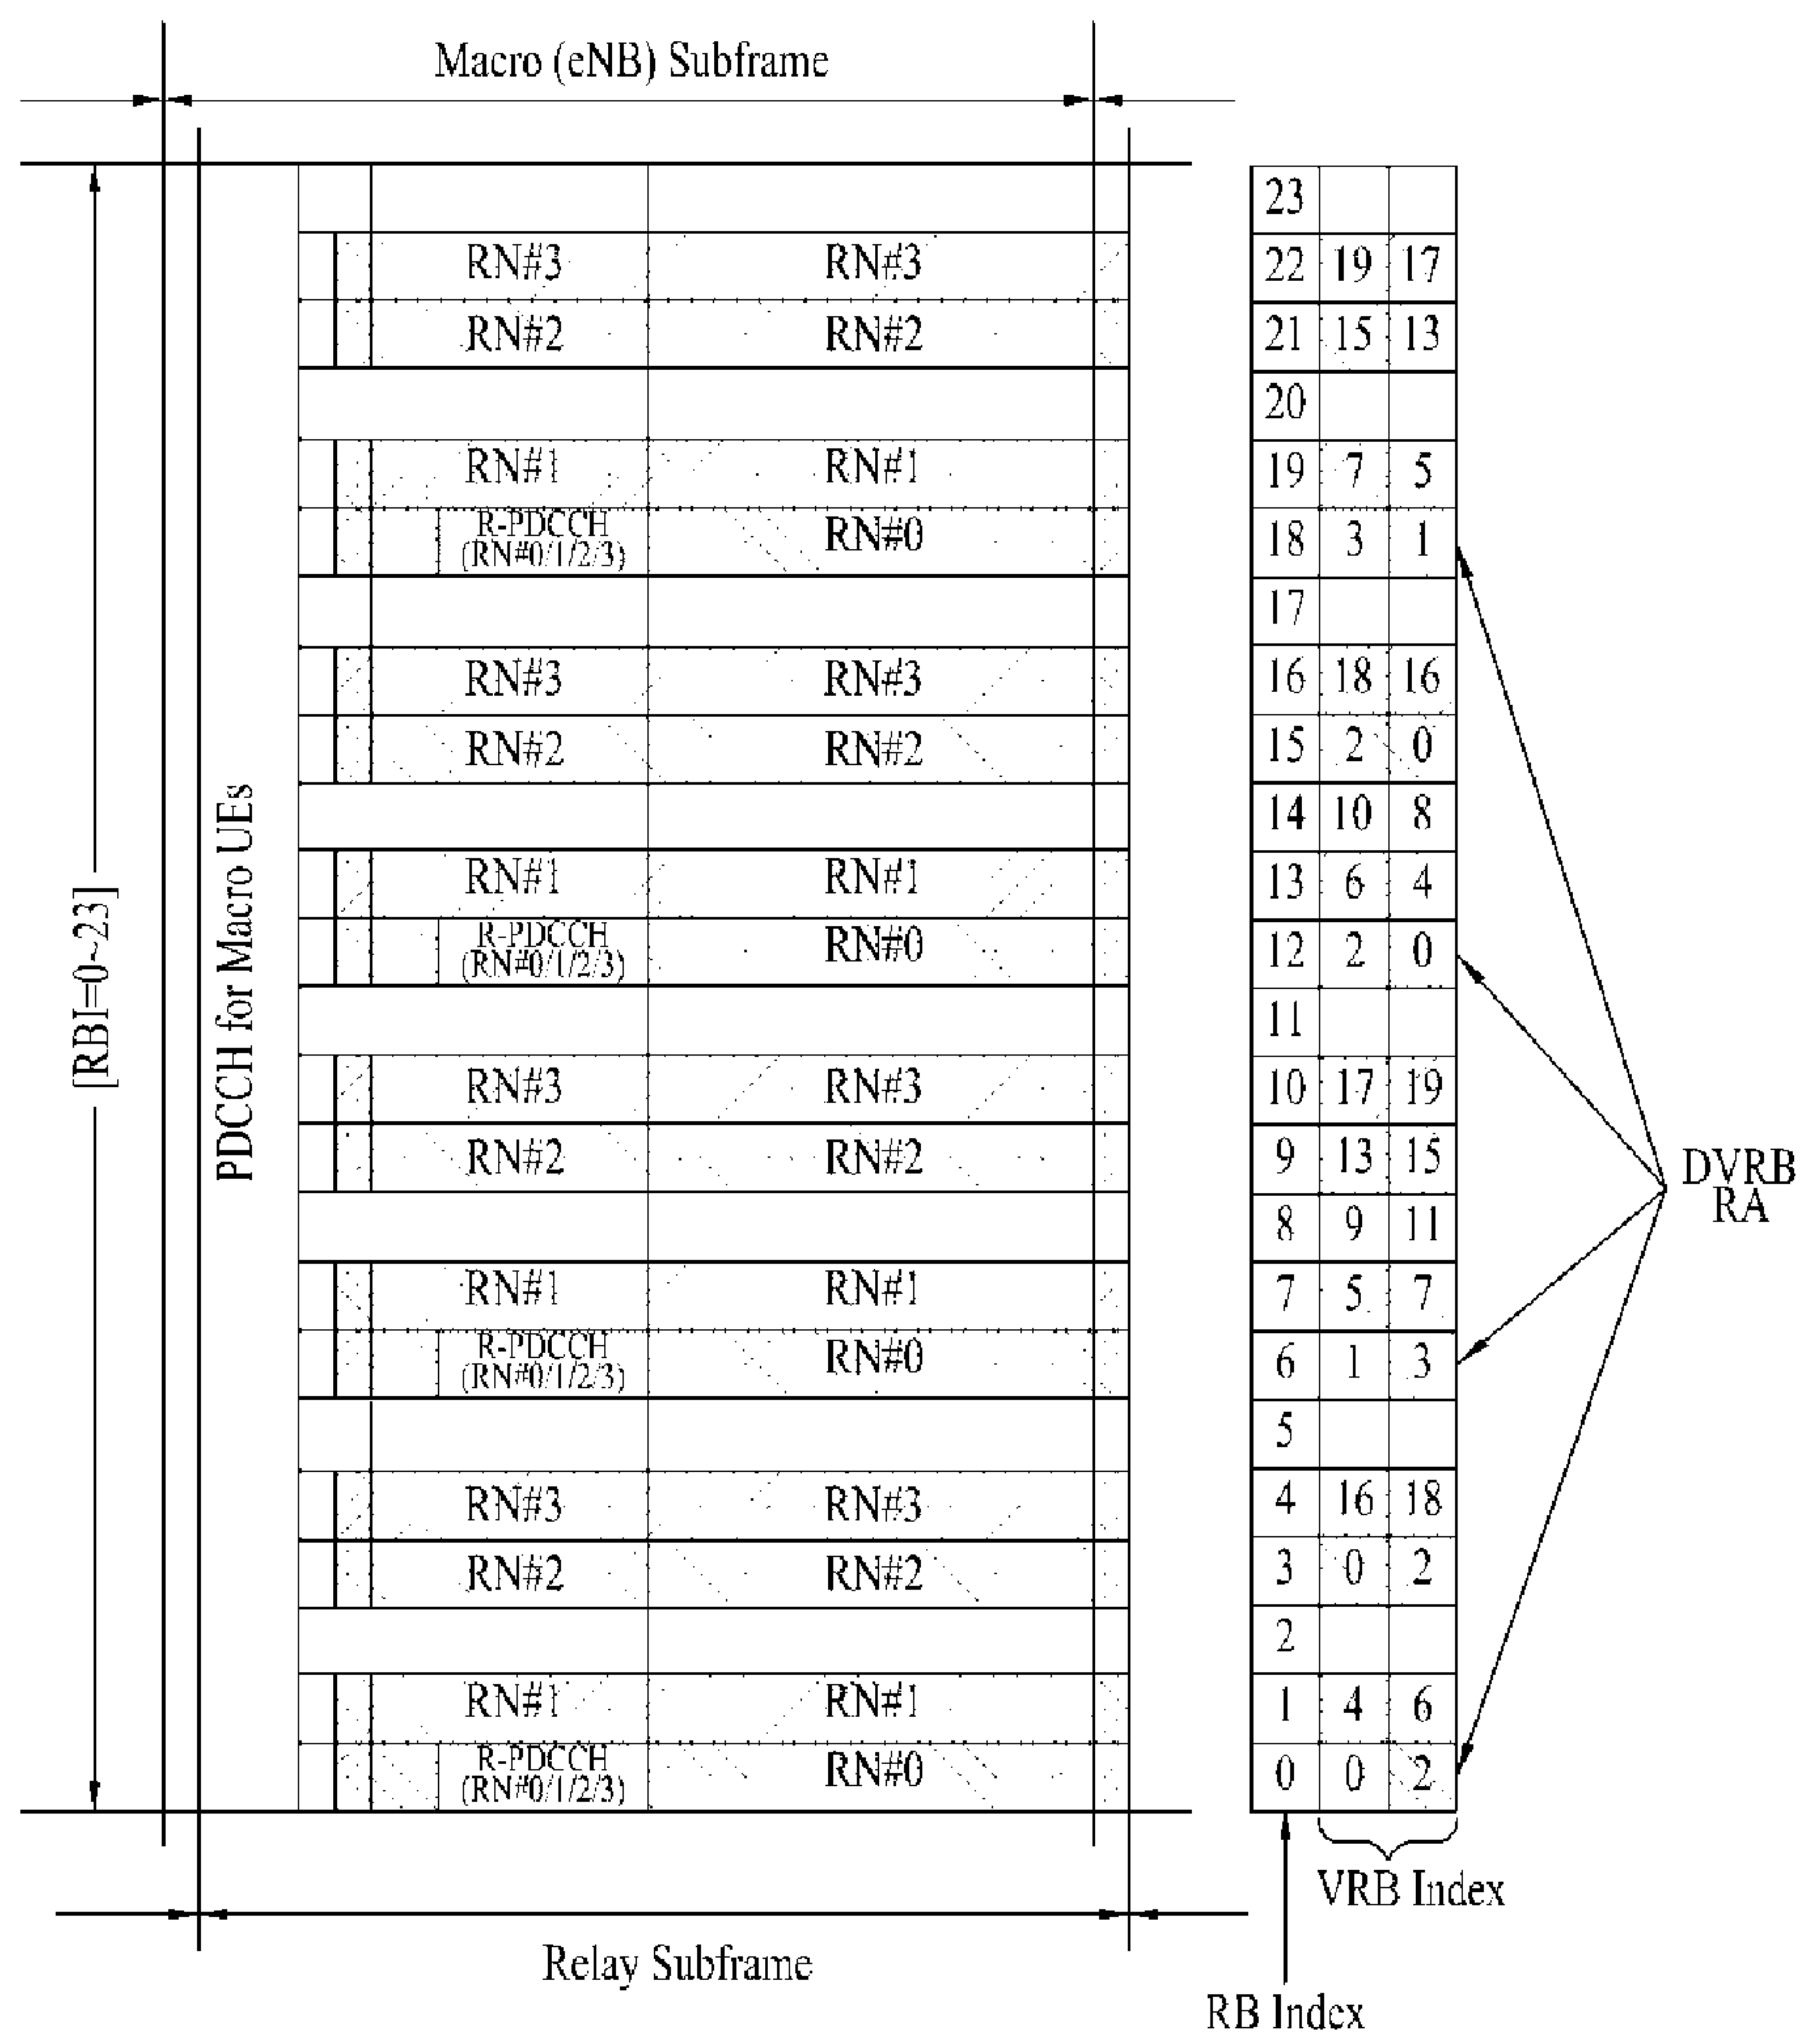 Macro (eNB) Subframe
[RBI=0~23]
PDCCH for Macro UEs
23
RN#3 RN#3 22 19 17
RN#2 RN#2 21 15 13
20
RN#1 RN#1 19 7 5
R-PDCCH
(RN#0/1/2/3) RN#0 18 3 1
17
RN#3 RN#3 16 18 16
RN#2 RN#2 15 2 0
14 10 8
RN#1 RN#1 13 6 4
R-PDCCH
(RN#0/1/2/3) RN#0 12 2 0
11
RN#3 RN#3 10 17 19
RN#2 RN#2 9 13 15
8 9 11
RN#1 RN#1 7 5 7
R-PDCCH
(RN#0/1/2/3) RN#0 6 1 3
5
RN#3 RN#3 4 16 18
RN#2 RN#2 3 0 2
2
RN#1 RN#1 1 4 6
R-PDCCH
(RN#0/1/2/3) RN#0 0 0 2
DVRB
RA
VRB Index
Relay Subframe
RB Index